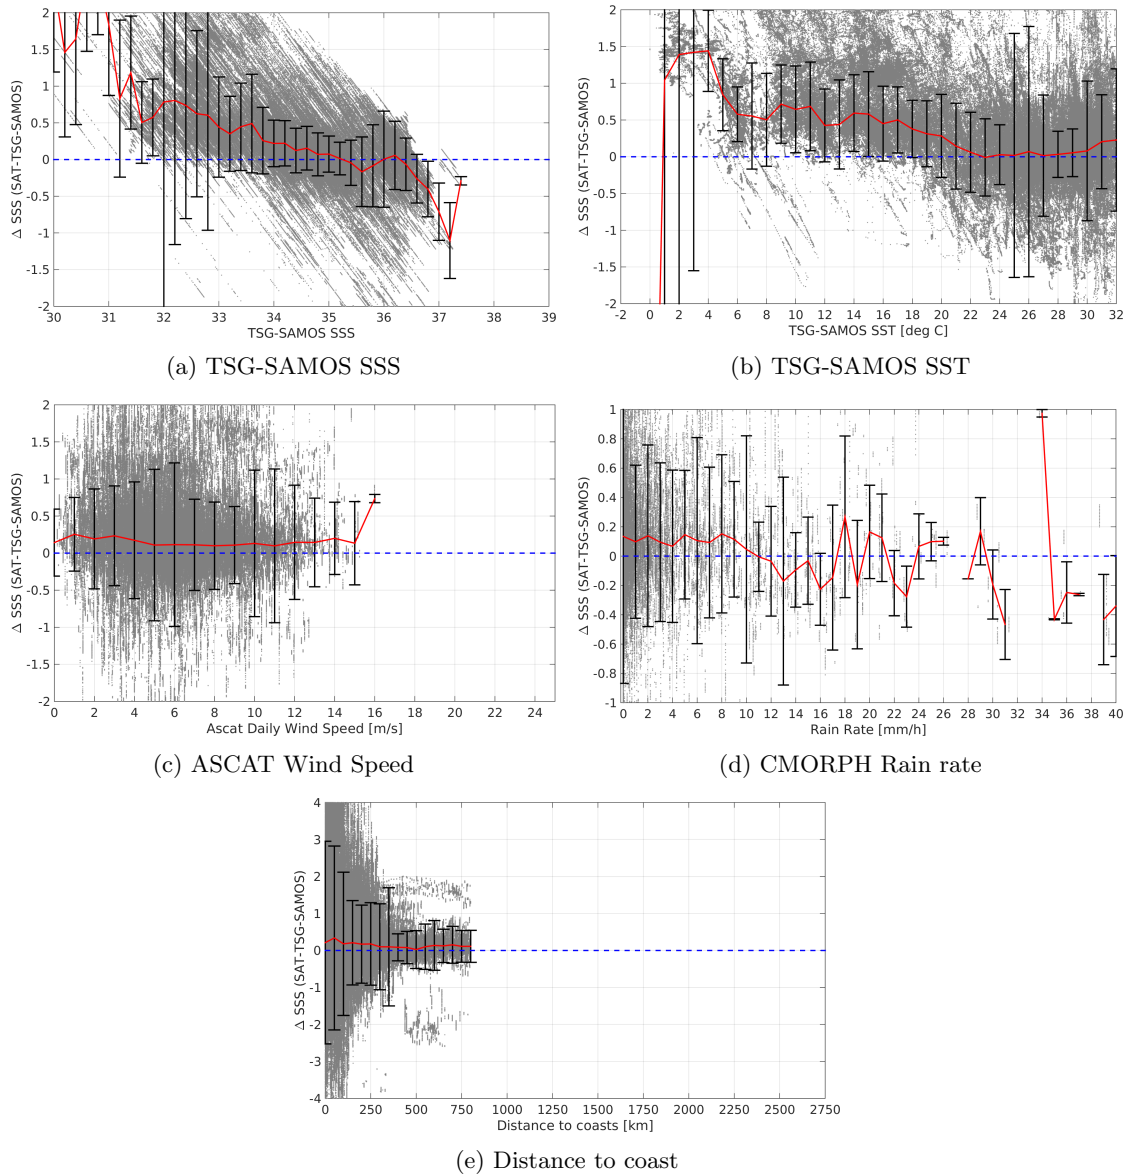 2
1.5
1
0.5
0
-0.5
-1
-1.5
-2
Δ SSS (SAT-TSG-SAMOS)
30 31 32 33 34 35 36 37 38 39
TSG-SAMOS SSS
(a) TSG-SAMOS SSS
2
1.5
1
0.5
0
-0.5
-1
-1.5
-2
Δ SSS (SAT-TSG-SAMOS)
-2 0 2 4 6 8 10 12 14 16 18 20 22 24 26 28 30 32
TSG-SAMOS SST [deg C]
(b) TSG-SAMOS SST
2
1.5
1
0.5
0
-0.5
-1
-1.5
-2
Δ SSS (SAT-TSG-SAMOS)
0 2 4 6 8 10 12 14 16 18 20 22 24
Ascat Daily Wind Speed [m/s]
(c) ASCAT Wind Speed
1
0.8
0.6
0.4
0.2
0
-0.2
-0.4
-0.6
-0.8
-1
Δ SSS (SAT-TSG-SAMOS)
0 2 4 6 8 10 12 14 16 18 20 22 24 26 28 30 32 34 36 38 40
Rain Rate [mm/h]
(d) CMORPH Rain rate
4
3
2
1
0
-1
-2
-3
-4
Δ SSS (SAT-TSG-SAMOS)
0 250 500 750 1000 1250 1500 1750 2000 2250 2500 2750
Distance to coasts [km]
(e) Distance to coast